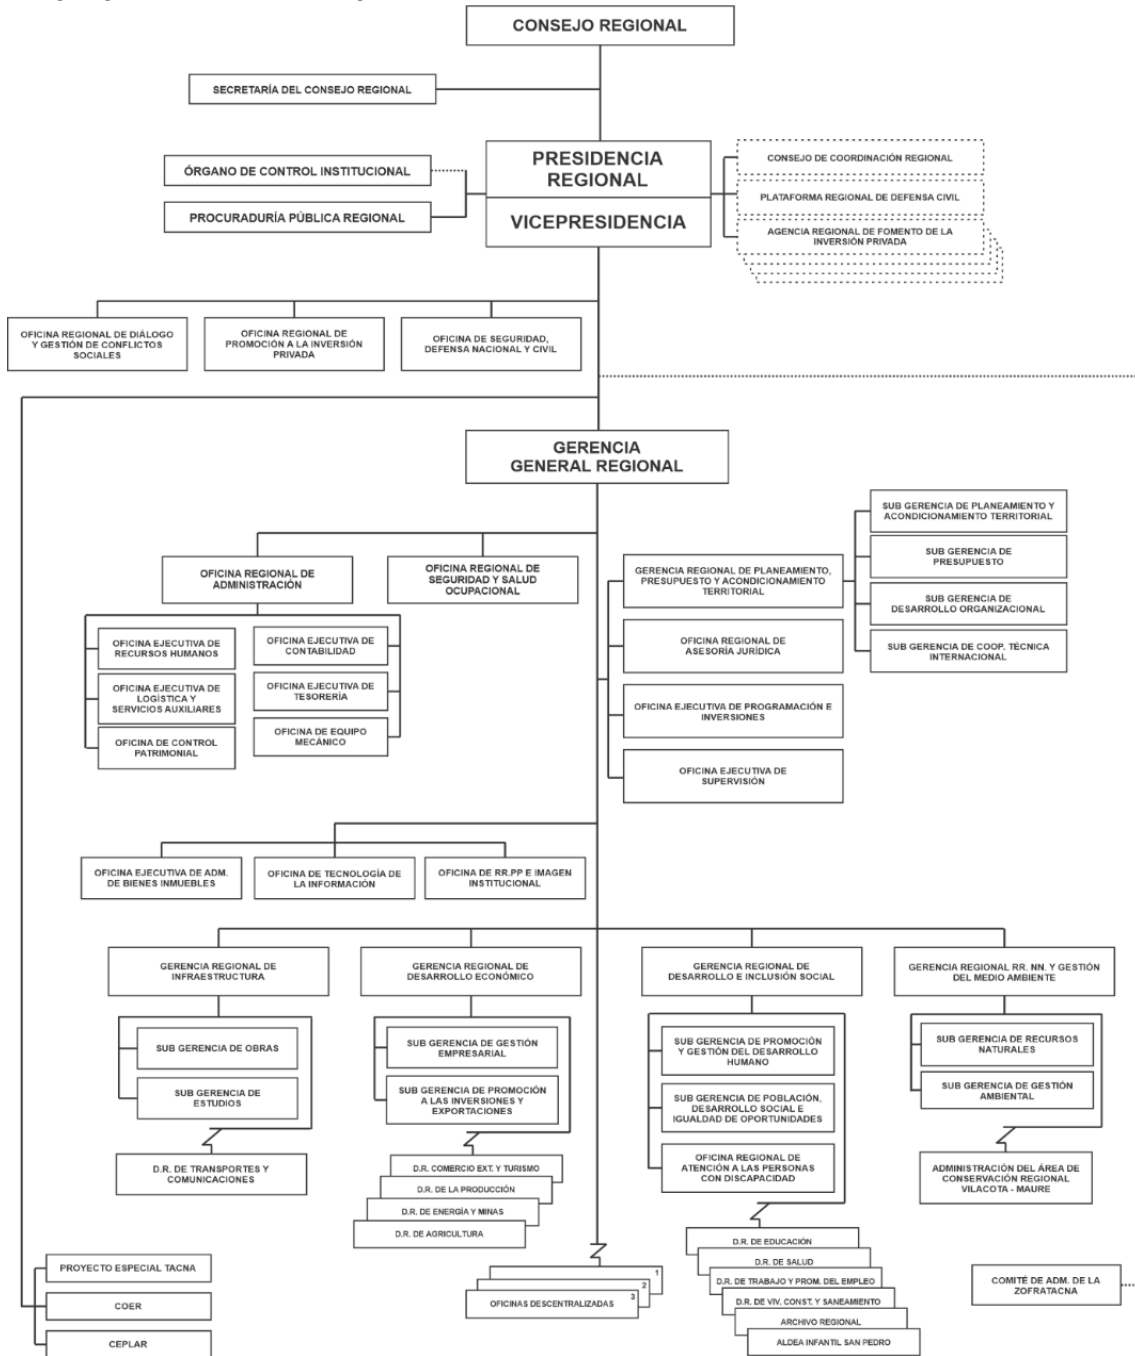 CONSEJO REGIONAL
SECRETARÍA DEL CONSEJO REGIONAL
PRESIDENCIA
REGIONAL
VICEPRESIDENCIA
ÓRGANO DE CONTROL INSTITUCIONAL
PROCURADURÍA PÚBLICA REGIONAL
CONSEJO DE COORDINACIÓN REGIONAL
PLATAFORMA REGIONAL DE DEFENSA CIVIL
AGENCIA REGIONAL DE FOMENTO DE LA
INVERSIÓN PRIVADA
OFICINA REGIONAL DE DIÁLOGO
Y GESTIÓN DE CONFLICTOS
SOCIALES
OFICINA REGIONAL DE
PROMOCIÓN A LA INVERSIÓN
PRIVADA
OFICINA DE SEGURIDAD,
DEFENSA NACIONAL Y CIVIL
GERENCIA
GENERAL REGIONAL
OFICINA REGIONAL DE
ADMINISTRACIÓN
OFICINA REGIONAL DE
SEGURIDAD Y SALUD
OCUPACIONAL
OFICINA EJECUTIVA DE
RECURSOS HUMANOS
OFICINA EJECUTIVA DE
LOGÍSTICA Y
SERVICIOS AUXILIARES
OFICINA DE CONTROL
PATRIMONIAL
OFICINA EJECUTIVA DE
CONTABILIDAD
OFICINA EJECUTIVA DE
TESORERÍA
OFICINA DE EQUIPO
MECÁNICO
GERENCIA REGIONAL DE PLANEAMIENTO,
PRESUPUESTO Y ACONDICIONAMIENTO
TERRITORIAL
OFICINA REGIONAL DE
ASESORÍA JURÍDICA
OFICINA EJECUTIVA DE PROGRAMACIÓN E
INVERSIONES
OFICINA EJECUTIVA DE
SUPERVISIÓN
SUB GERENCIA DE PLANEAMIENTO Y
ACONDICIONAMIENTO TERRITORIAL
SUB GERENCIA DE
PRESUPUESTO
SUB GERENCIA DE
DESARROLLO ORGANIZACIONAL
SUB GERENCIA DE COOP. TÉCNICA
INTERNACIONAL
OFICINA EJECUTIVA DE ADM.
DE BIENES INMUEBLES
OFICINA DE TECNOLOGÍA DE
LA INFORMACIÓN
OFICINA DE RR.PP E IMAGEN
INSTITUCIONAL
GERENCIA REGIONAL DE
INFRAESTRUCTURA
SUB GERENCIA DE OBRAS
SUB GERENCIA DE
ESTUDIOS
D.R. DE TRANSPORTES Y
COMUNICACIONES
GERENCIA REGIONAL DE
DESARROLLO ECONÓMICO
SUB GERENCIA DE GESTIÓN
EMPRESARIAL
SUB GERENCIA DE PROMOCIÓN
A LAS INVERSIONES Y
EXPORTACIONES
D.R. COMERCIO EXT. Y TURISMO
D.R. DE LA PRODUCCIÓN
D.R. DE ENERGÍA Y MINAS
D.R. DE AGRICULTURA
GERENCIA REGIONAL DE
DESARROLLO E INCLUSIÓN SOCIAL
SUB GERENCIA DE PROMOCIÓN
Y GESTIÓN DEL DESARROLLO
HUMANO
SUB GERENCIA DE POBLACIÓN,
DESARROLLO SOCIAL E
IGUALDAD DE OPORTUNIDADES
OFICINA REGIONAL DE
ATENCIÓN A LAS PERSONAS
CON DISCAPACIDAD
D.R. DE EDUCACIÓN
D.R. DE SALUD
D.R. DE TRABAJO Y PROM. DEL EMPLEO
D.R. DE VIV. CONST. Y SANEAMIENTO
ARCHIVO REGIONAL
ALDEA INFANTIL SAN PEDRO
GERENCIA REGIONAL RR. NN. Y GESTIÓN
DEL MEDIO AMBIENTE
SUB GERENCIA DE RECURSOS
NATURALES
SUB GERENCIA DE GESTIÓN
AMBIENTAL
ADMINISTRACIÓN DEL ÁREA DE
CONSERVACIÓN REGIONAL
VILACOTA - MAURE
1
2
OFICINAS DESCENTRALIZADAS 3
PROYECTO ESPECIAL TACNA
COER
CEPLAR
COMITÉ DE ADM. DE LA
ZOFRATACNA